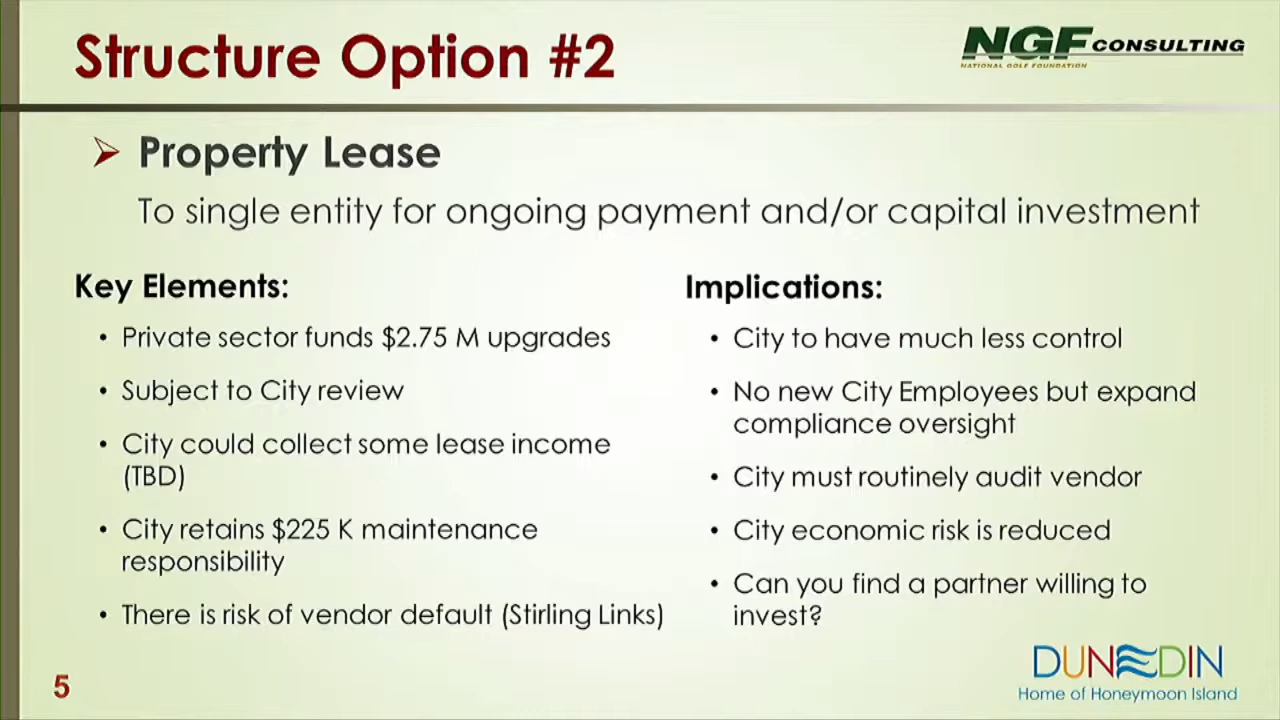 Structure Option #2
NGF CONSULTING
NATIONAL GOLF FOUNDATION
Property Lease
To single entity for ongoing payment and/or capital investment
Key Elements:
• Private sector funds $2.75 M upgrades
• Subject to City review
• City could collect some lease income
(TBD)
• City retains $225 K maintenance
responsibility
• There is risk of vendor default (Stirling Links)
Implications:
• City to have much less control
• No new City Employees but expand
compliance oversight
• City must routinely audit vendor
• City economic risk is reduced
• Can you find a partner willing to
invest?
5
DUNEDIN
Home of Honeymoon Island